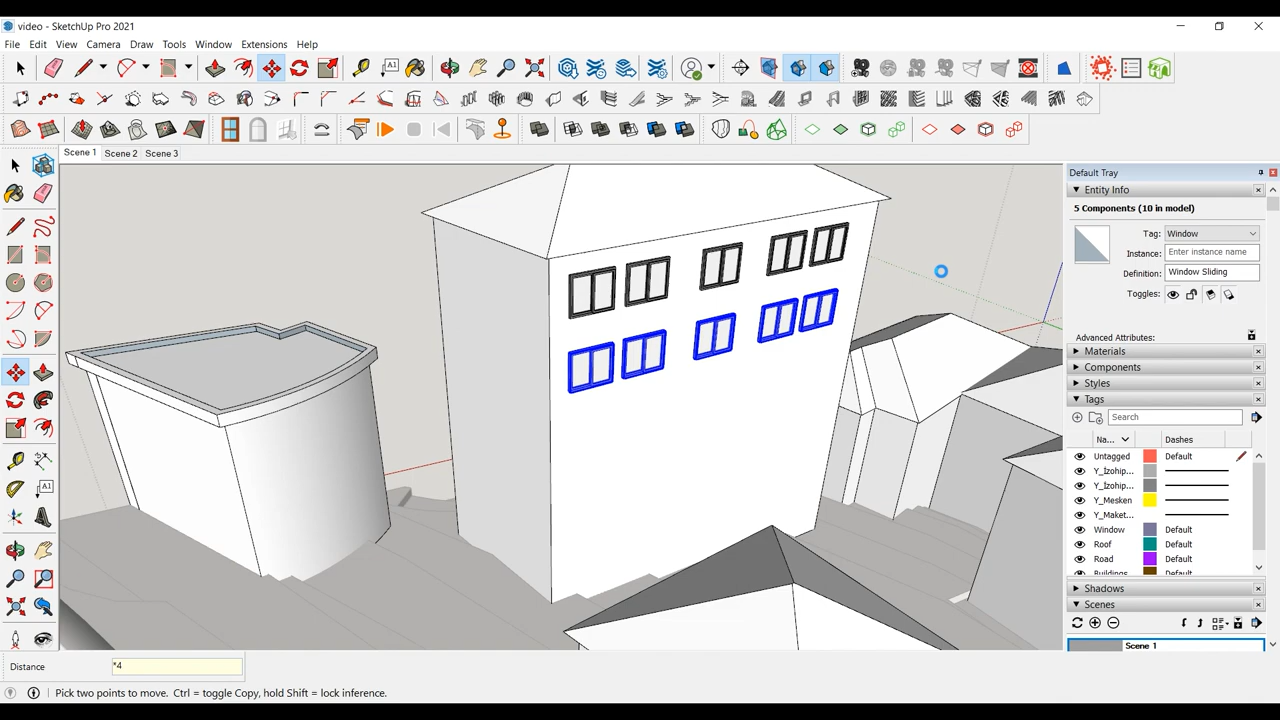 video - SketchUp Pro 2021
File Edit View Camera Draw Tools Window Extensions Help
Scene 1 Scene 2 Scene 3
Default Tray
Entity Info
5 Components (10 in model)
Tag: Window
Instance: Enter instance name
Definition: Window Sliding
Toggles:
Advanced Attributes:
Materials
Components
Styles
Tags
Search
Na... Dashes
Untagged Default
Y_İzohip...
Y_İzohip...
Y_Mesken
Y_Maket...
Window Default
Roof Default
Road Default
Buildings Default
Shadows
Scenes
Scene 1
Distance *4
Pick two points to move. Ctrl = toggle Copy, hold Shift = lock inference.